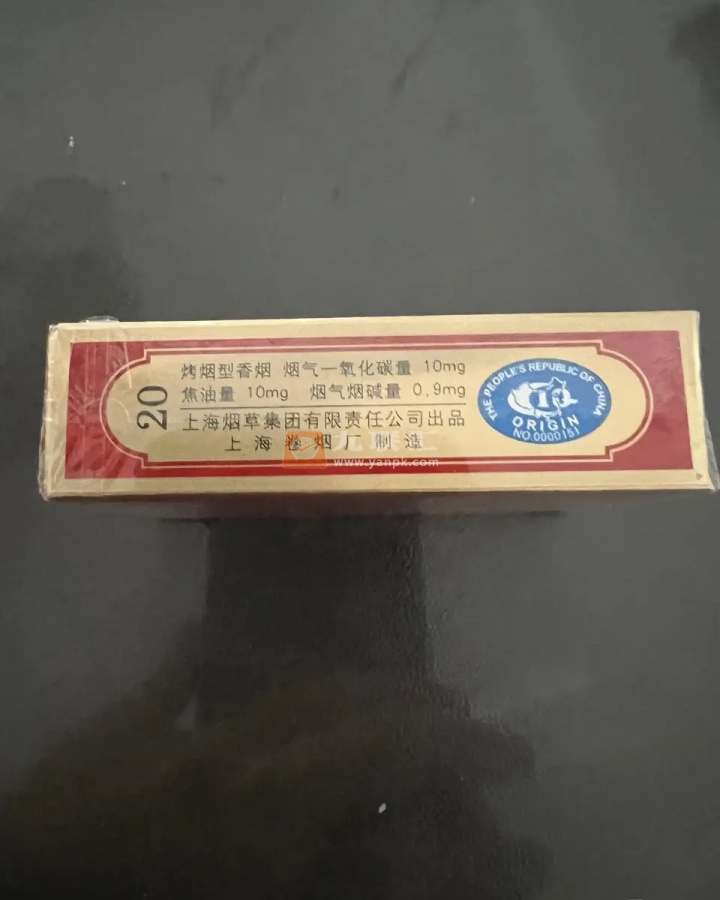 20
烤烟型香烟 烟气一氧化碳量 10mg
焦油量 10mg 烟气烟碱量 0.9mg
上海烟草集团有限责任公司出品
上海卷烟厂制造
www.yanpk.com
THE PEOPLE'S REPUBLIC OF CHINA
ORIGIN
NO.0000151